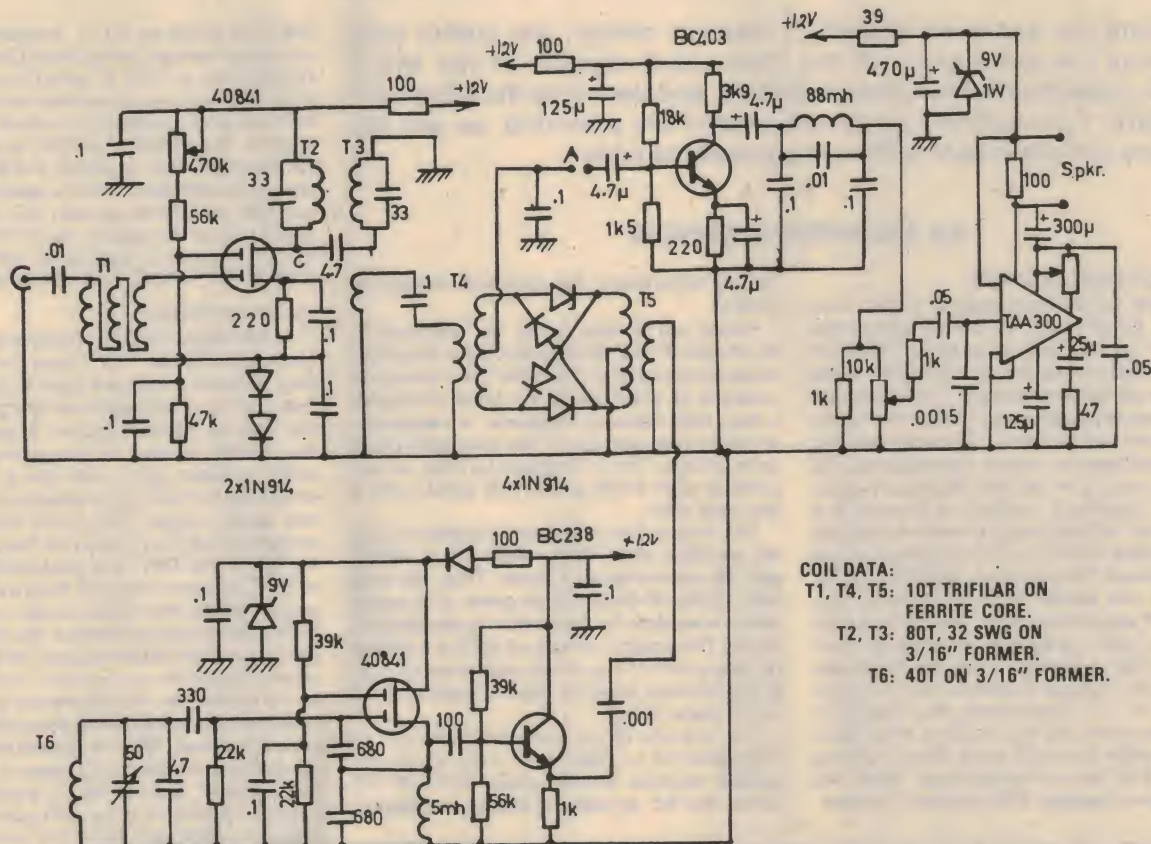 +12V
39
BC403
+12V
100
470µ
+
9V
1W
40841
100
+12V
125µ
+
3k9
4.7µ
+
88mh
18k
.1
470k
T2
T3
A
4.7µ
+
.01
.1
.1
100
Spkr.
33
33
56k
.1
1k5
220
+
4.7µ
+
300µ
.01
T1
C
4.7
.1
T4
T5
TAA300
220
.1
.05
25µ
+
.05
.1
10k
1k
.1
47k
1k
.0015
+
125µ
47
2x1N914
4x1N914
100
BC238
+12V
.1
9V
.1
39k
COIL DATA:
T1, T4, T5: 10T TRIFILAR ON
FERRITE CORE.
T2, T3: 80T, 32 SWG ON
3/16" FORMER.
T6: 40T ON 3/16" FORMER.
40841
39k
330
100
.001
T6
50
4.7
22k
.1
22k
680
680
5mh
56k
1k